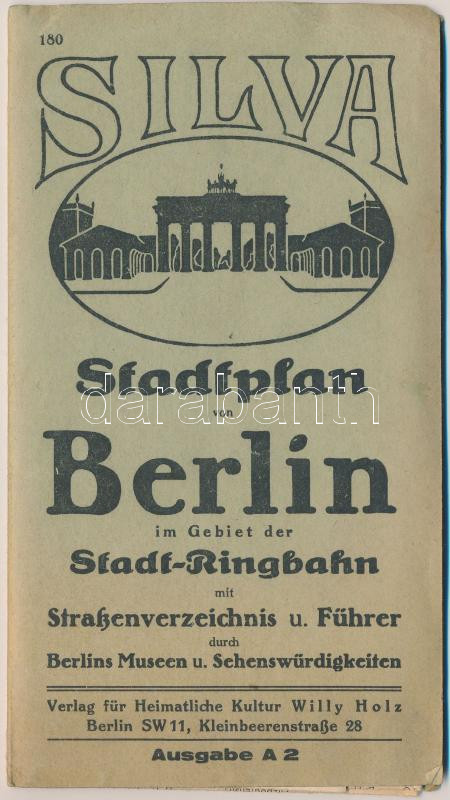 180
SILVA
Stadtplan
von
darabanth
Berlin
im Gebiet der
Stadt-Ringbahn
mit
Straßenverzeichnis u. Führer
durch
Berlins Museen u. Sehenswürdigkeiten
Verlag für Heimatliche Kultur Willy Holz
Berlin SW 11, Kleinbeerenstraße 28
Ausgabe A 2